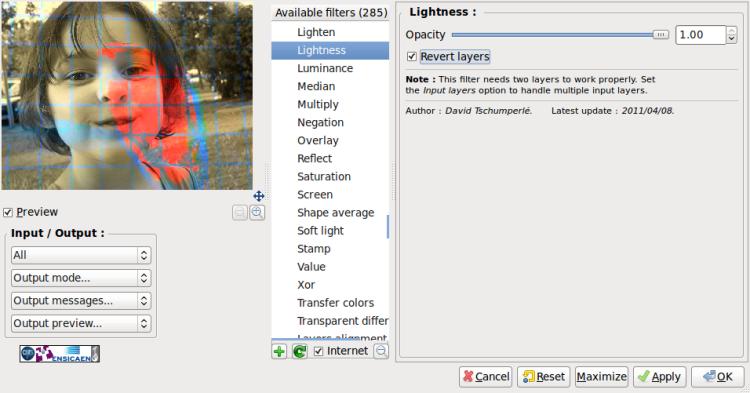 Available filters (285)
Lighten
Lightness
Luminance
Median
Multiply
Negation
Overlay
Reflect
Saturation
Screen
Shape average
Soft light
Stamp
Value
Xor
Transfer colors
Transparent differ
Layers alignment
Internet
Preview
Input / Output :
All
Output mode...
Output messages...
Output preview...
ENSICAEN
Lightness :
Opacity 1.00
Revert layers
Note : This filter needs two layers to work properly. Set
the Input layers option to handle multiple input layers.
Author : David Tschumperlé. Latest update : 2011/04/08.
Cancel Reset Maximize Apply OK